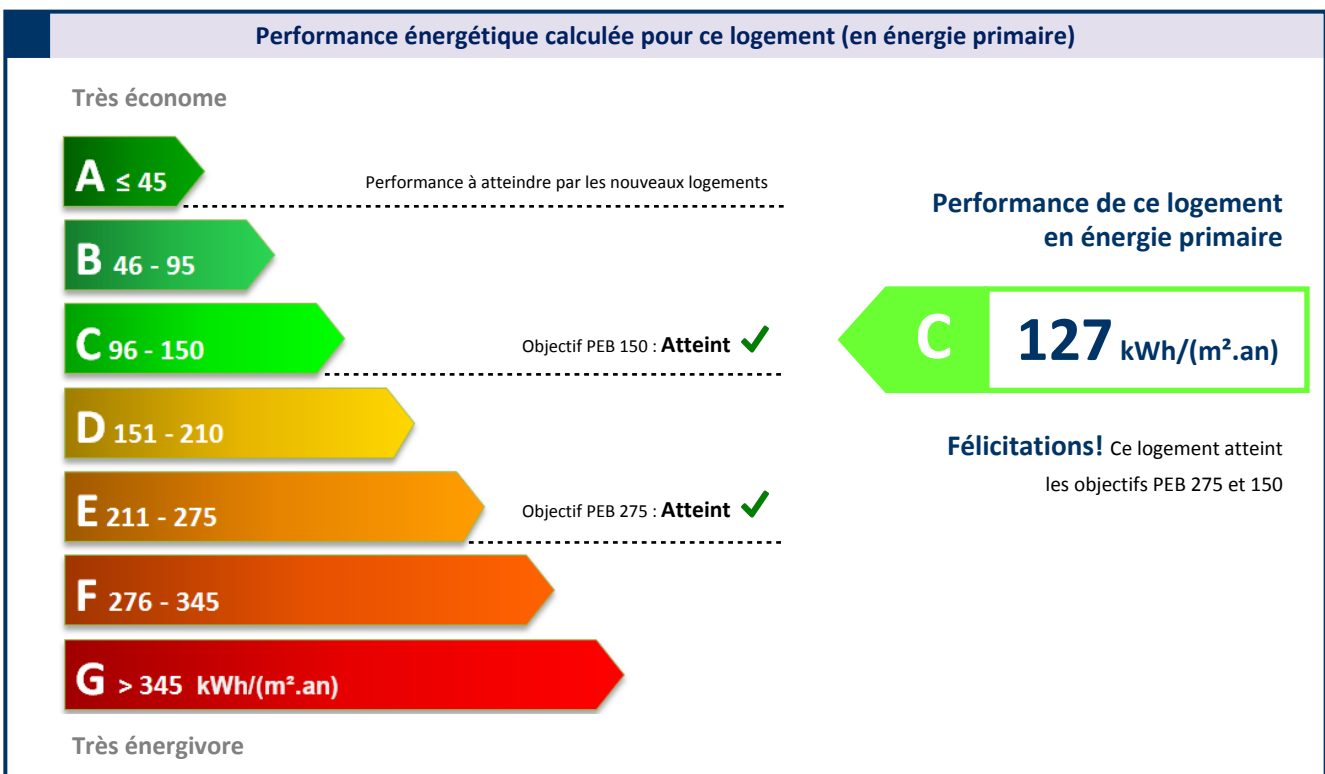 Performance énergétique calculée pour ce logement (en énergie primaire)
Très économe
A ≤ 45
Performance à atteindre par les nouveaux logements
B 46 - 95
C 96 - 150
Objectif PEB 150 : Atteint
D 151 - 210
E 211 - 275
Objectif PEB 275 : Atteint
F 276 - 345
G > 345 kWh/(m².an)
Très énergivore
Performance de ce logement
en énergie primaire
C 127 kWh/(m².an)
Félicitations! Ce logement atteint
les objectifs PEB 275 et 150